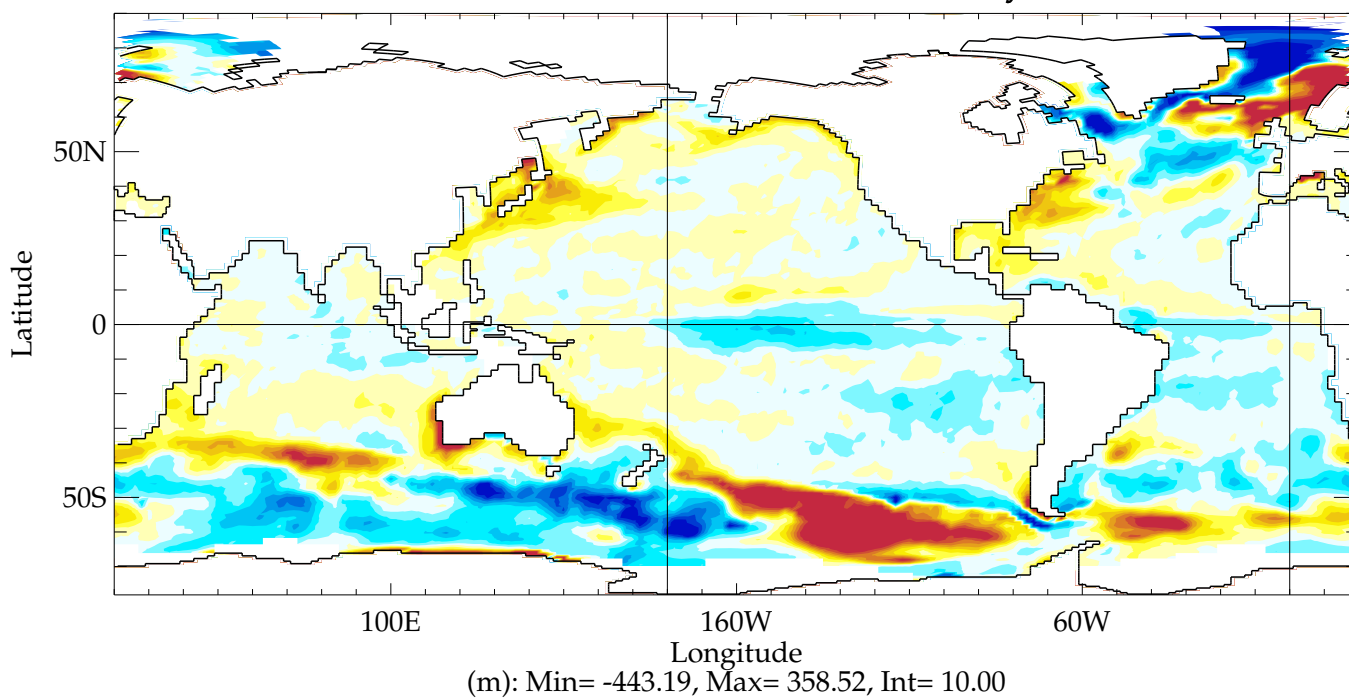 50N
0
50S
Latitude
100E
160W
60W
Longitude
(m): Min= -443.19, Max= 358.52, Int= 10.00